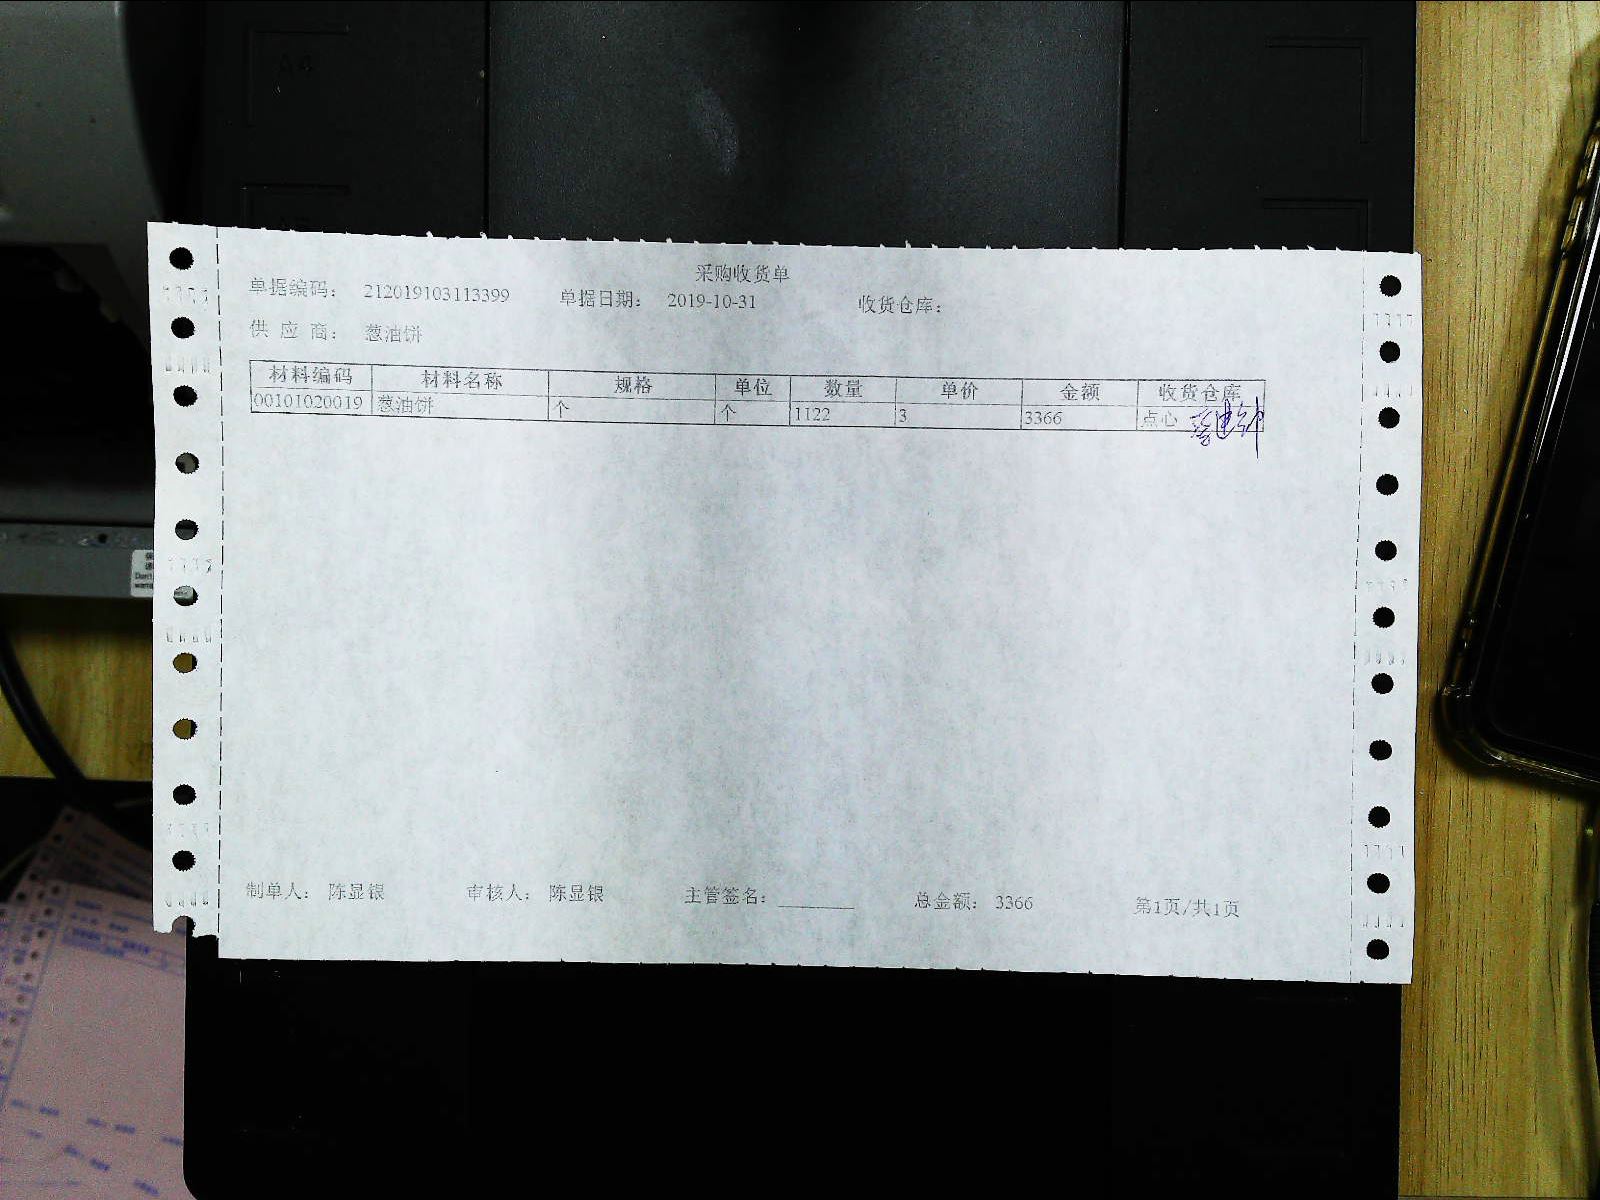 采购收货单
单据编码： 212019103113399 单据日期： 2019-10-31 收货仓库：
供 应 商： 葱油饼
材料编码 材料名称 规格 单位 数量 单价 金额 收货仓库
00101020019 葱油饼 个 个 1122 3 3366 点心
制单人： 陈显银 审核人： 陈显银 主管签名： 总金额： 3366 第1页/共1页
A4